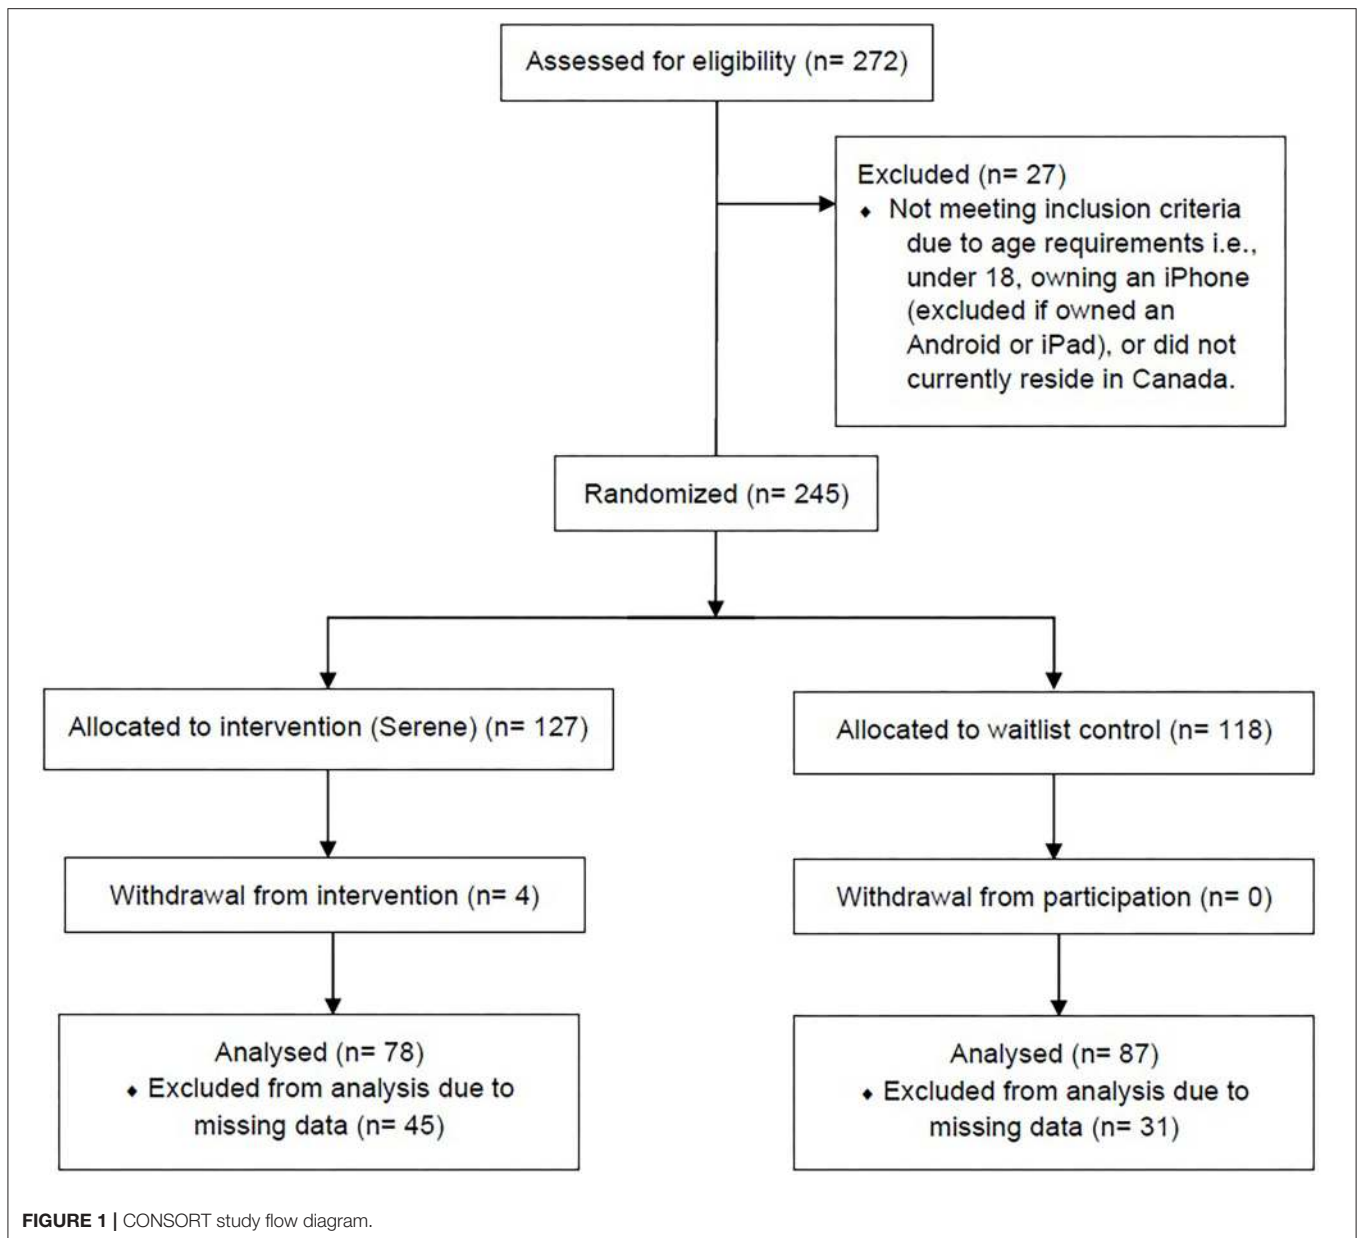 Assessed for eligibility (n= 272)
Excluded (n= 27)
⬥ Not meeting inclusion criteria
due to age requirements i.e.,
under 18, owning an iPhone
(excluded if owned an
Android or iPad), or did not
currently reside in Canada.
Randomized (n= 245)
Allocated to intervention (Serene) (n= 127)
Allocated to waitlist control (n= 118)
Withdrawal from intervention (n= 4)
Withdrawal from participation (n= 0)
Analysed (n= 78)
⬥ Excluded from analysis due to
missing data (n= 45)
Analysed (n= 87)
⬥ Excluded from analysis due to
missing data (n= 31)
FIGURE 1 | CONSORT study flow diagram.